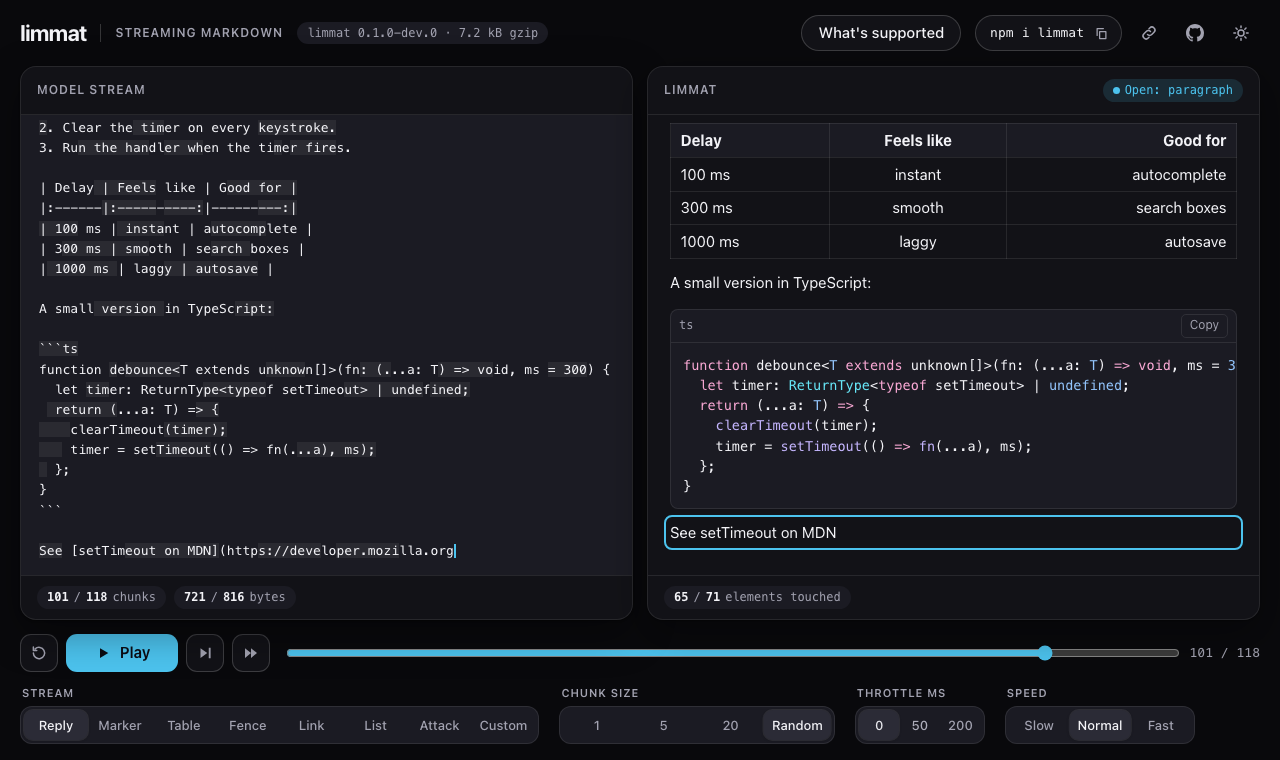 limmat
STREAMING MARKDOWN
limmat 0.1.0-dev.0 · 7.2 kB gzip
What's supported
npm i limmat
MODEL STREAM
2. Clear the timer on every keystroke.
3. Run the handler when the timer fires.
| Delay | Feels like | Good for |
|:------|:----------:|---------:|
| 100 ms | instant | autocomplete |
| 300 ms | smooth | search boxes |
| 1000 ms | laggy | autosave |
A small version in TypeScript:
```ts
function debounce<T extends unknown[]>(fn: (...a: T) => void, ms = 300) {
  let timer: ReturnType<typeof setTimeout> | undefined;
  return (...a: T) => {
    clearTimeout(timer);
    timer = setTimeout(() => fn(...a), ms);
  };
}
```
See [setTimeout on MDN](https://developer.mozilla.org
101 / 118 chunks
721 / 816 bytes
LIMMAT
Open: paragraph
Delay Feels like Good for
100 ms instant autocomplete
300 ms smooth search boxes
1000 ms laggy autosave
A small version in TypeScript:
ts
Copy
function debounce<T extends unknown[]>(fn: (...a: T) => void, ms = 3
  let timer: ReturnType<typeof setTimeout> | undefined;
  return (...a: T) => {
    clearTimeout(timer);
    timer = setTimeout(() => fn(...a), ms);
  };
}
See setTimeout on MDN
65 / 71 elements touched
Play
101 / 118
STREAM
Reply Marker Table Fence Link List Attack Custom
CHUNK SIZE
1 5 20 Random
THROTTLE MS
0 50 200
SPEED
Slow Normal Fast